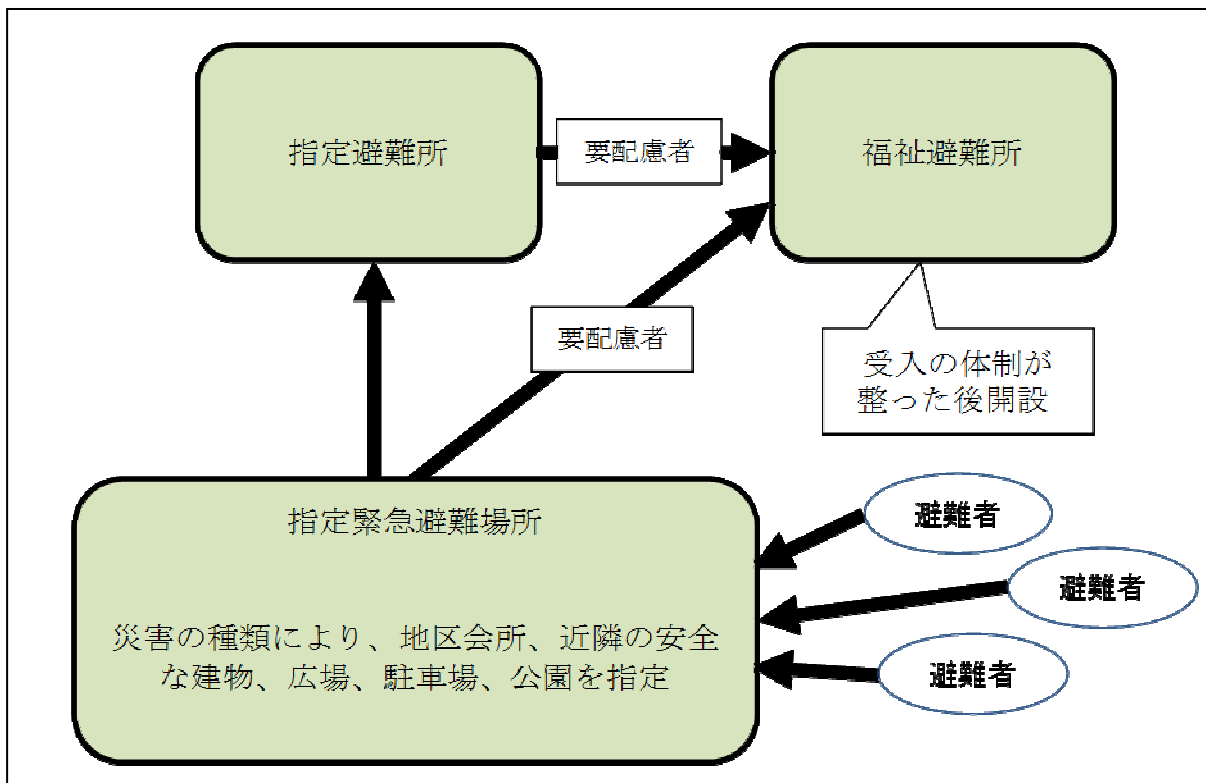 指定避難所
要配慮者
福祉避難所
要配慮者
受入の体制が
整った後開設
指定緊急避難場所
災害の種類により、地区会所、近隣の安全
な建物、広場、駐車場、公園を指定
避難者
避難者
避難者